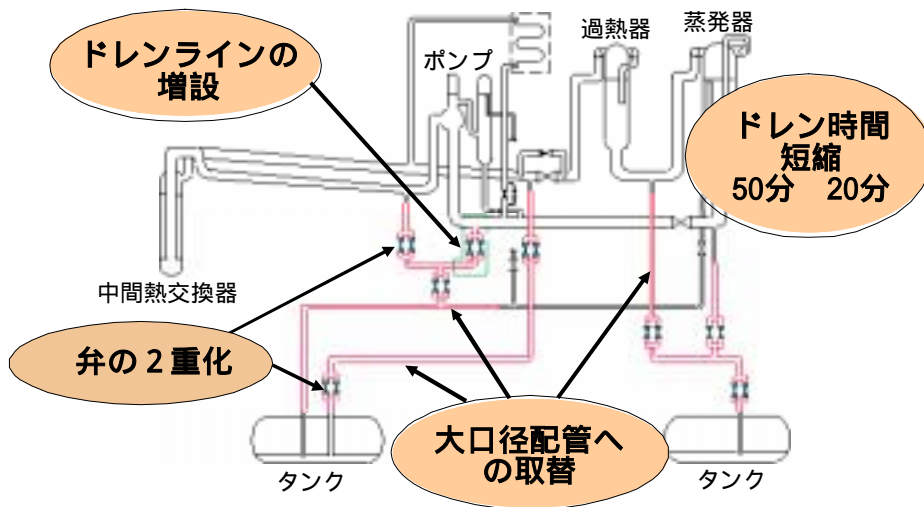 ドレンラインの
増設
ポンプ
過熱器
蒸発器
ドレン時間
短縮
50分　20分
中間熱交換器
弁の２重化
大口径配管へ
の取替
タンク
タンク